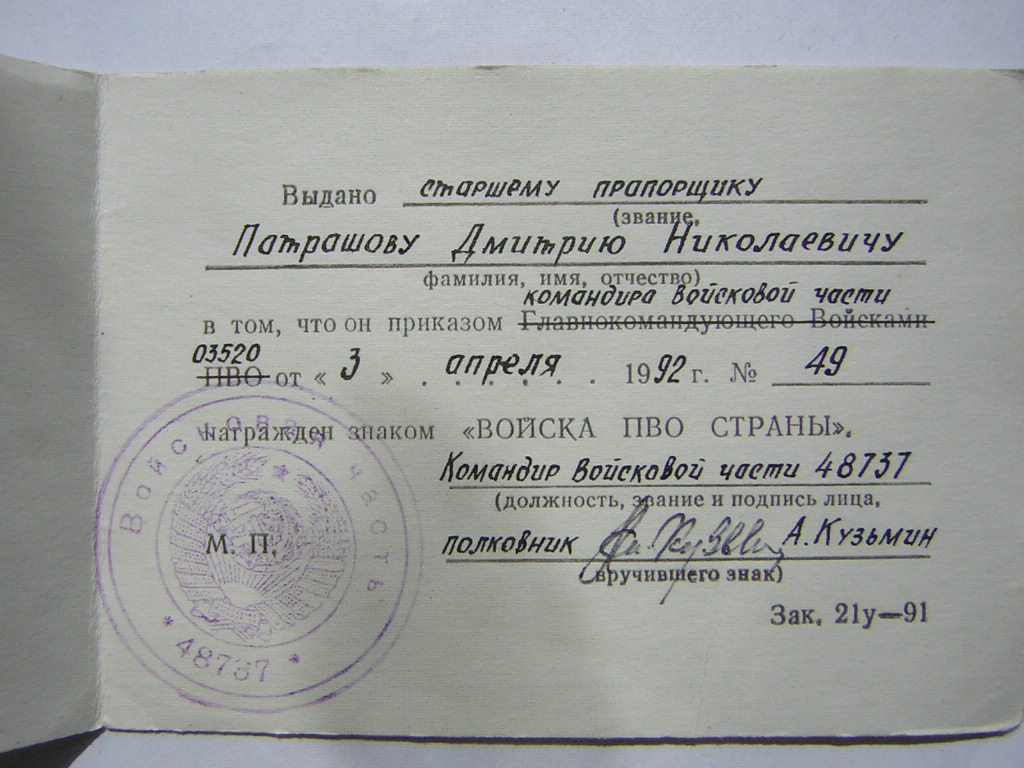 Выдано старшему прапорщику
(звание,
Патрашову Дмитрию Николаевичу
фамилия, имя, отчество)
командира войсковой части
в том, что он приказом Главнокомандующего Войсками
03520
ПВО от « 3 » апреля 1992 г. № 49
награжден знаком «ВОЙСКА ПВО СТРАНЫ».
Командир войсковой части 48737
(должность, звание и подпись лица,
М. П.
полковник А. Кузьмин
вручившего знак)
Зак. 21у—91
Войсковая часть
* 48737 *